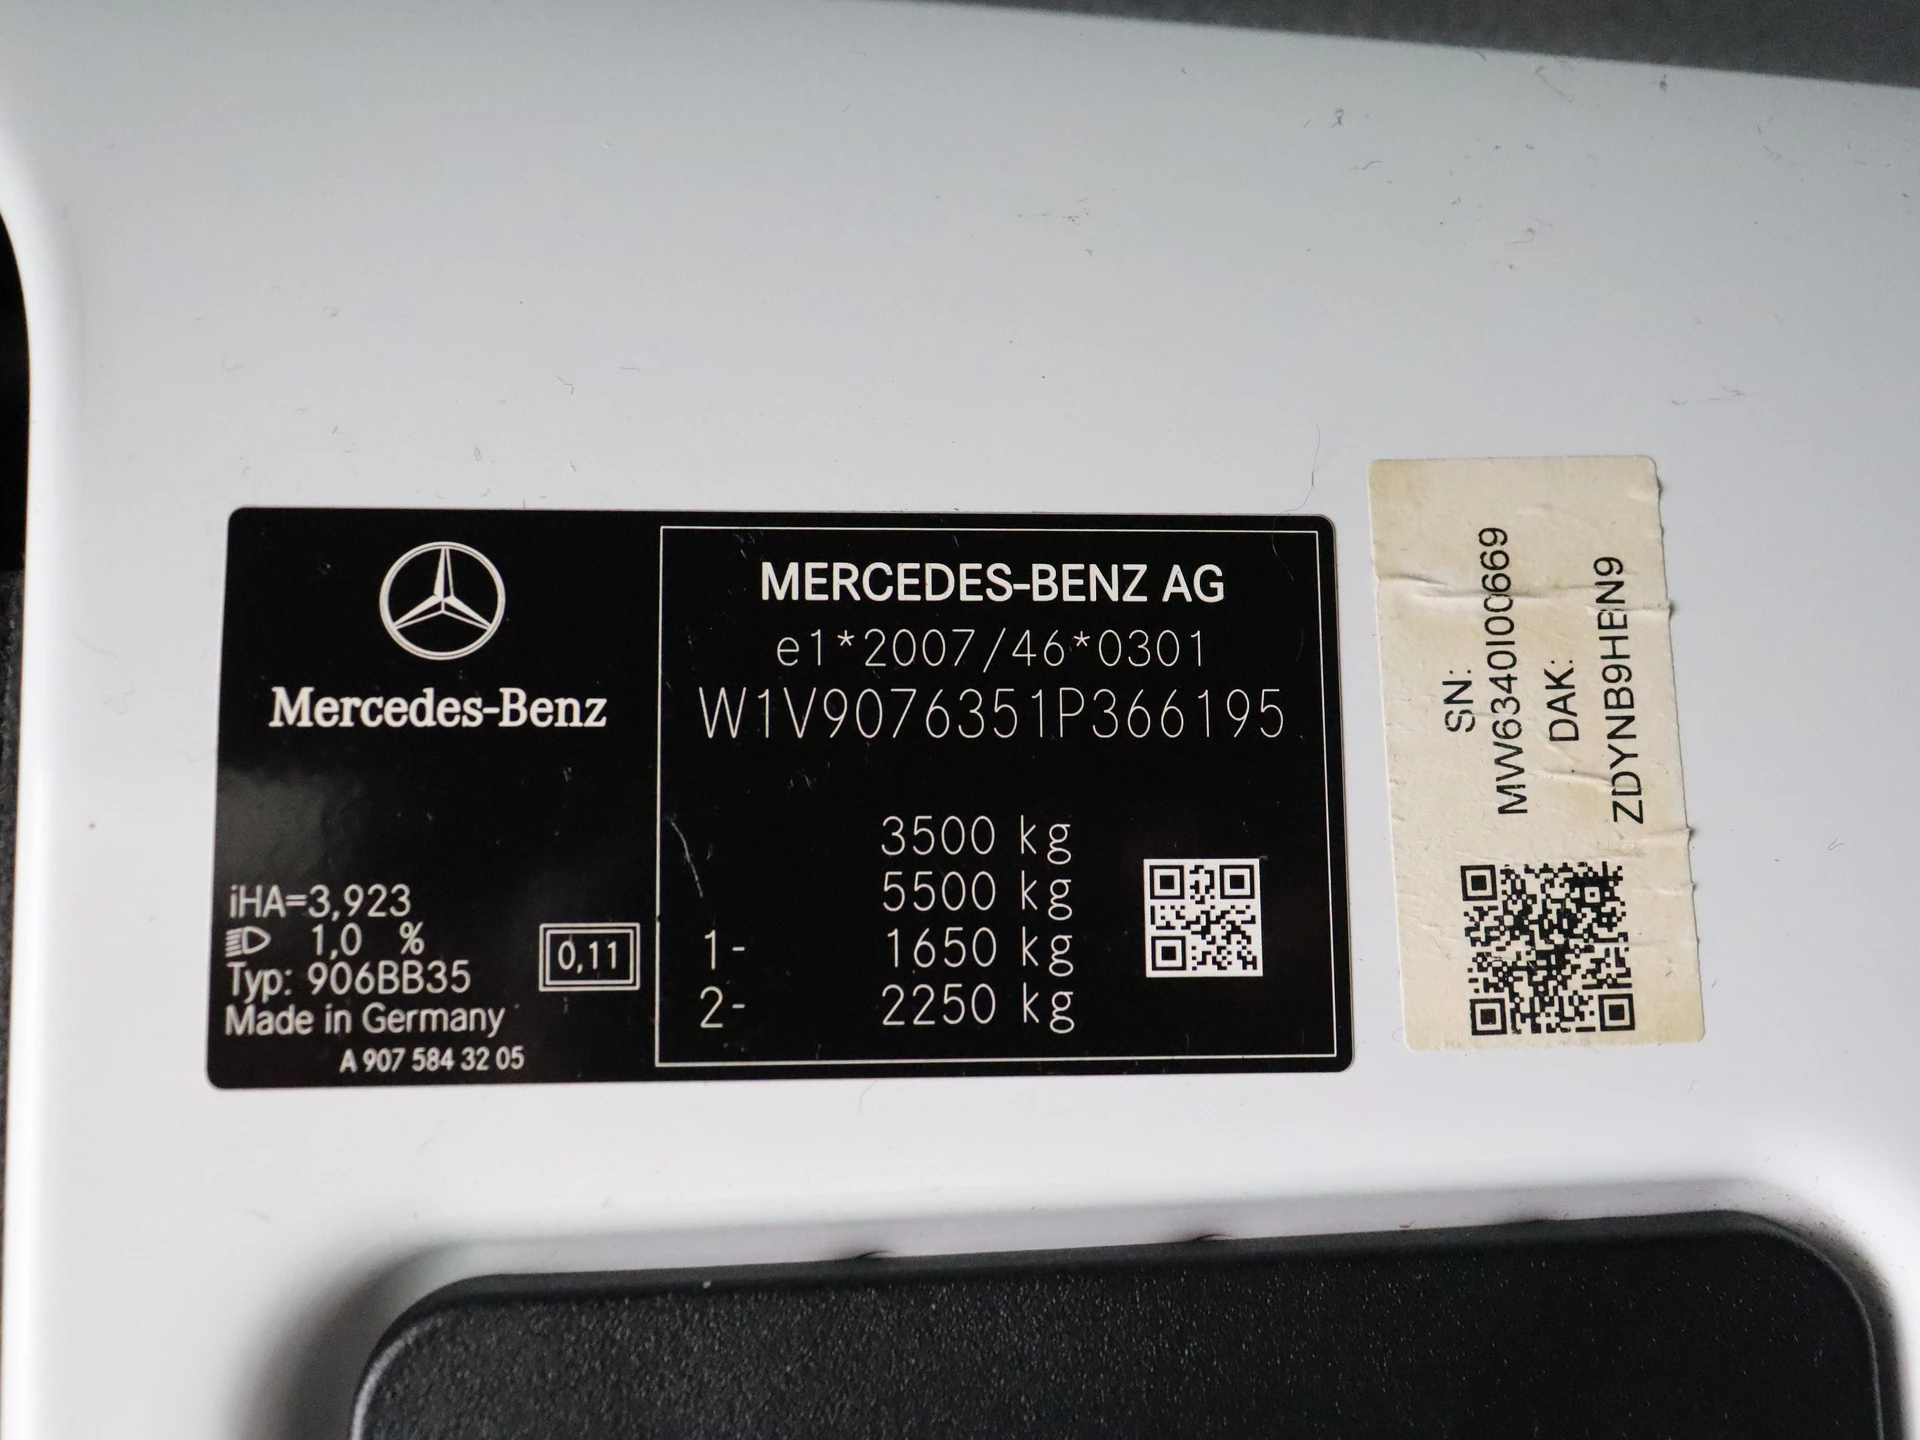 Mercedes-Benz
iHA=3,923
1,0 %
Typ: 906BB35
Made in Germany
A 907 584 32 05
0,11
MERCEDES-BENZ AG
e1*2007/46*0301
W1V9076351P366195
3500 kg
5500 kg
1- 1650 kg
2- 2250 kg
SN:
MW6340I00669
DAK:
ZDYNB9HEN9